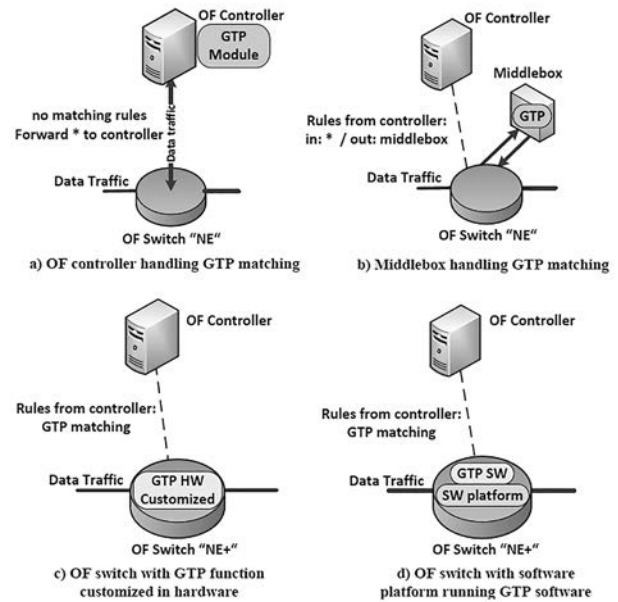 OF Controller
GTP
Module
no matching rules
Forward * to controller
Data traffic
Data Traffic
OF Switch “NE“
a) OF controller handling GTP matching
OF Controller
Middlebox
GTP
Rules from controller:
in: * / out: middlebox
Data Traffic
OF Switch “NE“
b) Middlebox handling GTP matching
OF Controller
Rules from controller:
GTP matching
Data Traffic
GTP HW
Customized
OF Switch “NE+“
c) OF switch with GTP function
customized in hardware
OF Controller
Rules from controller:
GTP matching
Data Traffic
GTP SW
SW platform
OF Switch “NE+“
d) OF switch with software
platform running GTP software